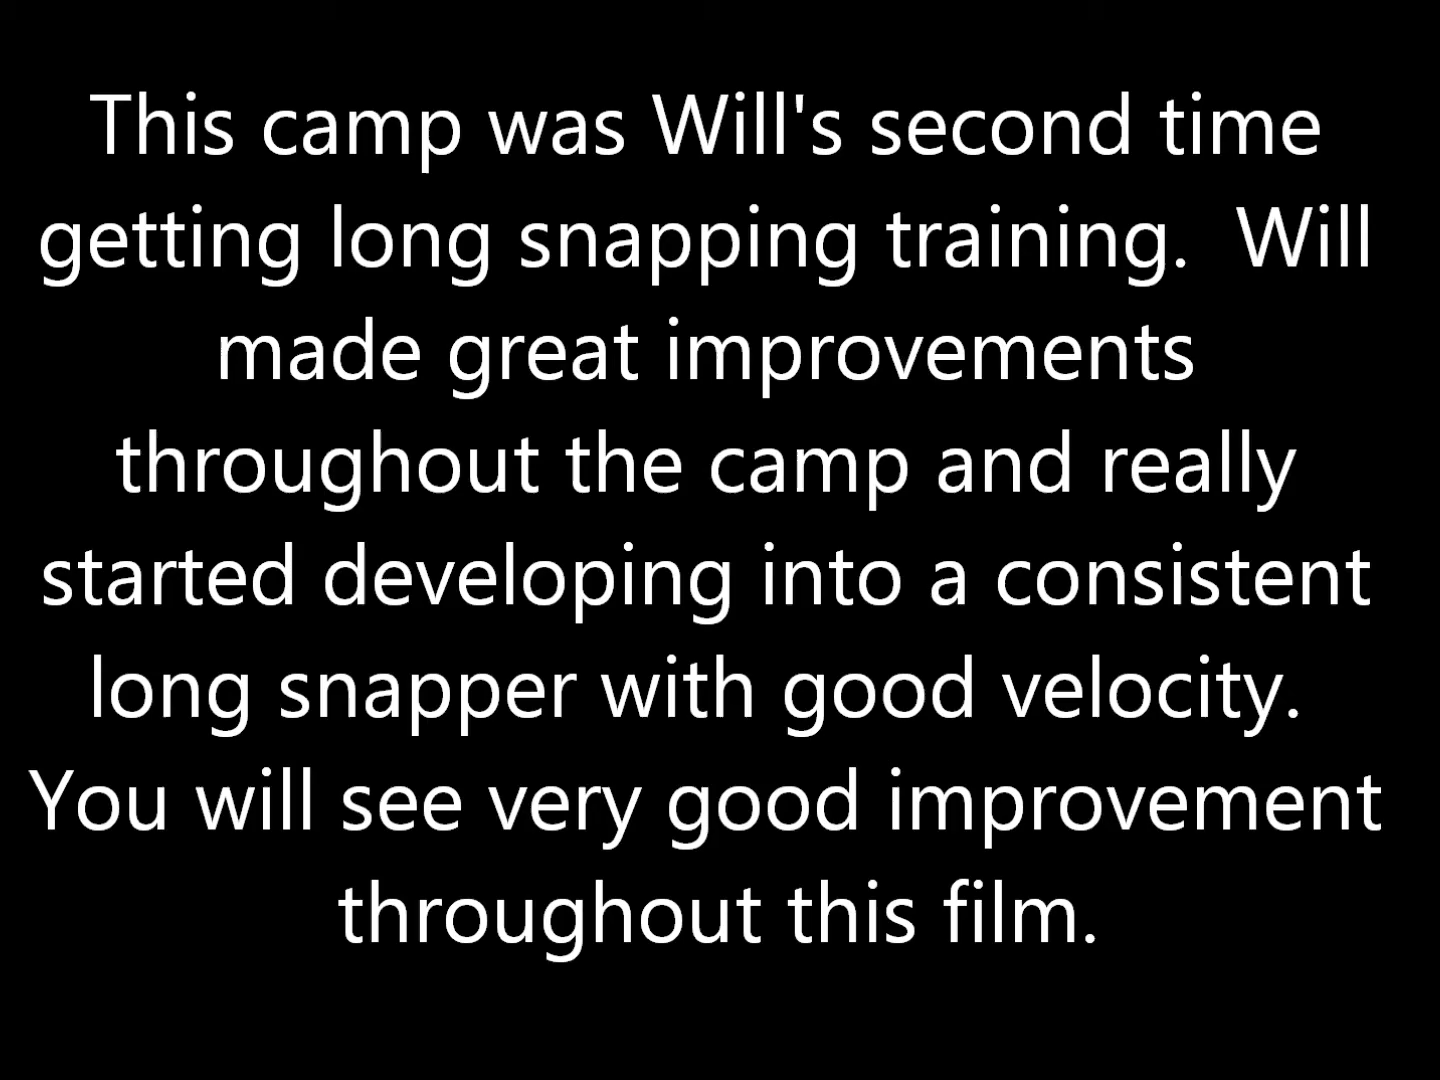 This camp was Will's second time
getting long snapping training.  Will
made great improvements
throughout the camp and really
started developing into a consistent
long snapper with good velocity.
You will see very good improvement
throughout this film.